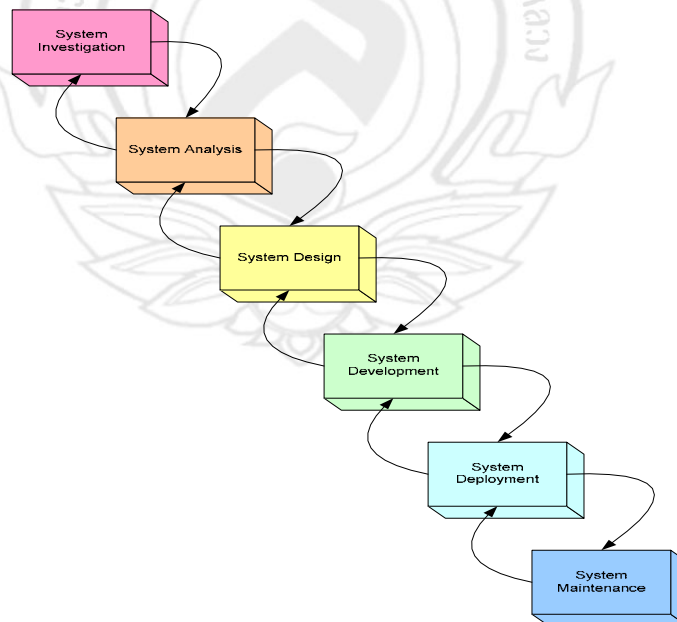 System
Investigation
System Analysis
System Design
System
Development
System
Deployment
System
Maintenance